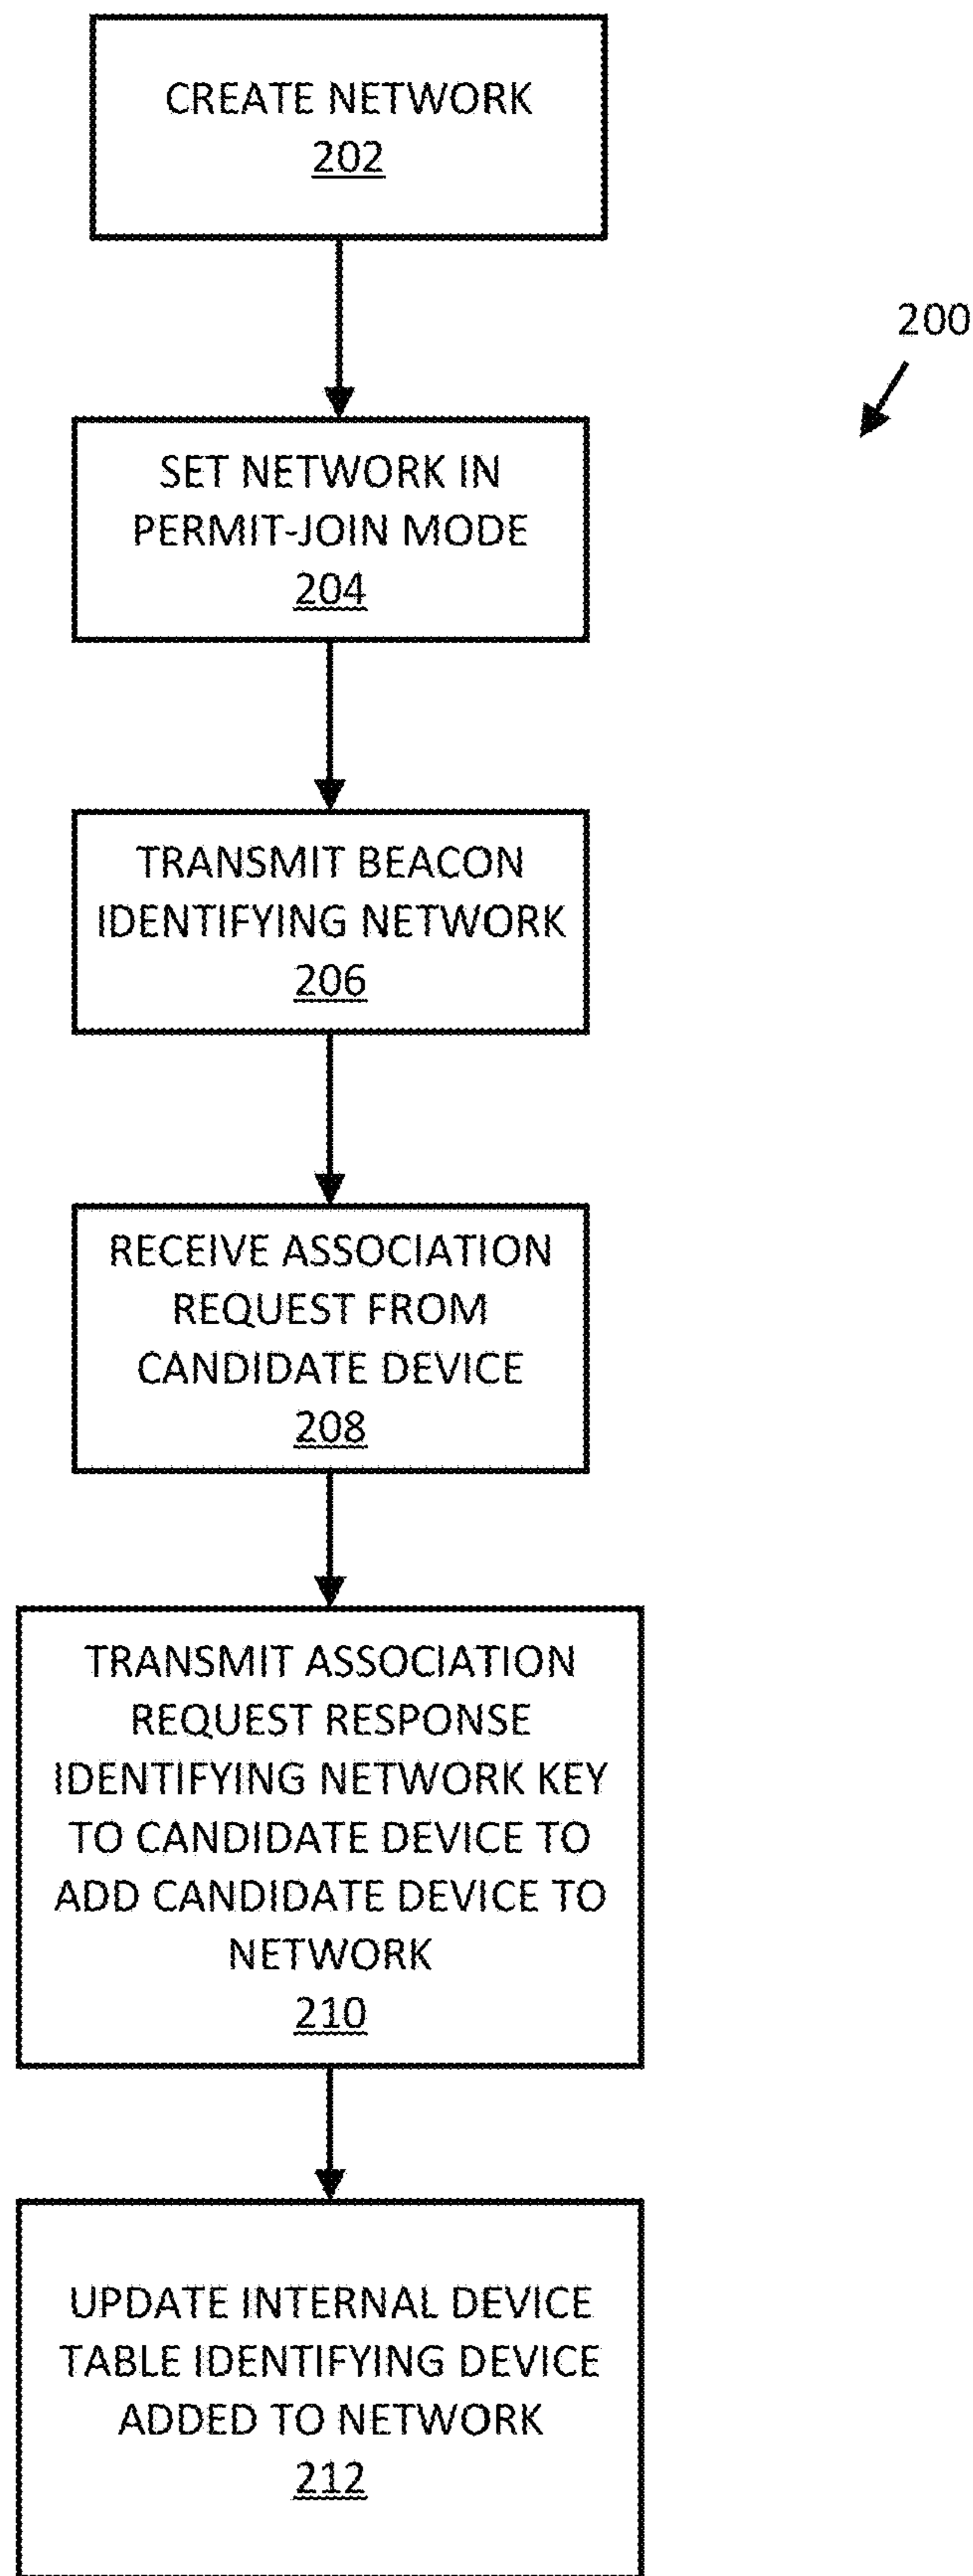 CREATE NETWORK
202
200
SET NETWORK IN
PERMIT-JOIN MODE
204
TRANSMIT BEACON
IDENTIFYING NETWORK
206
RECEIVE ASSOCIATION
REQUEST FROM
CANDIDATE DEVICE
208
TRANSMIT ASSOCIATION
REQUEST RESPONSE
IDENTIFYING NETWORK KEY
TO CANDIDATE DEVICE TO
ADD CANDIDATE DEVICE TO
NETWORK
210
UPDATE INTERNAL DEVICE
TABLE IDENTIFYING DEVICE
ADDED TO NETWORK
212